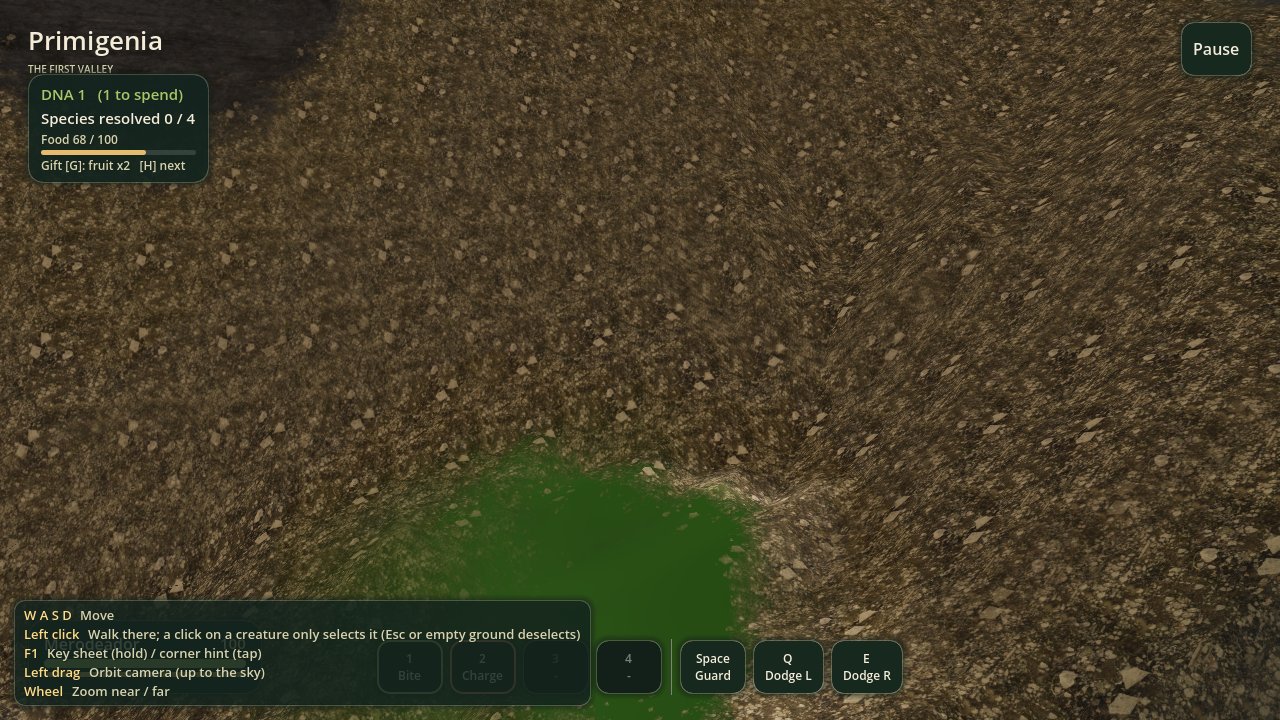 Primigenia
THE FIRST VALLEY
Pause
DNA 1 (1 to spend)
Species resolved 0 / 4
Food 68 / 100
Gift [G]: fruit x2 [H] next
W A S D Move
Left click Walk there; a click on a creature only selects it (Esc or empty ground deselects)
Merodeador 100
F1 Key sheet (hold) / corner hint (tap)
Left drag Orbit camera (up to the sky)
Wheel Zoom near / far
1
Bite
2
Charge
3
-
4
-
Space
Guard
Q
Dodge L
E
Dodge R